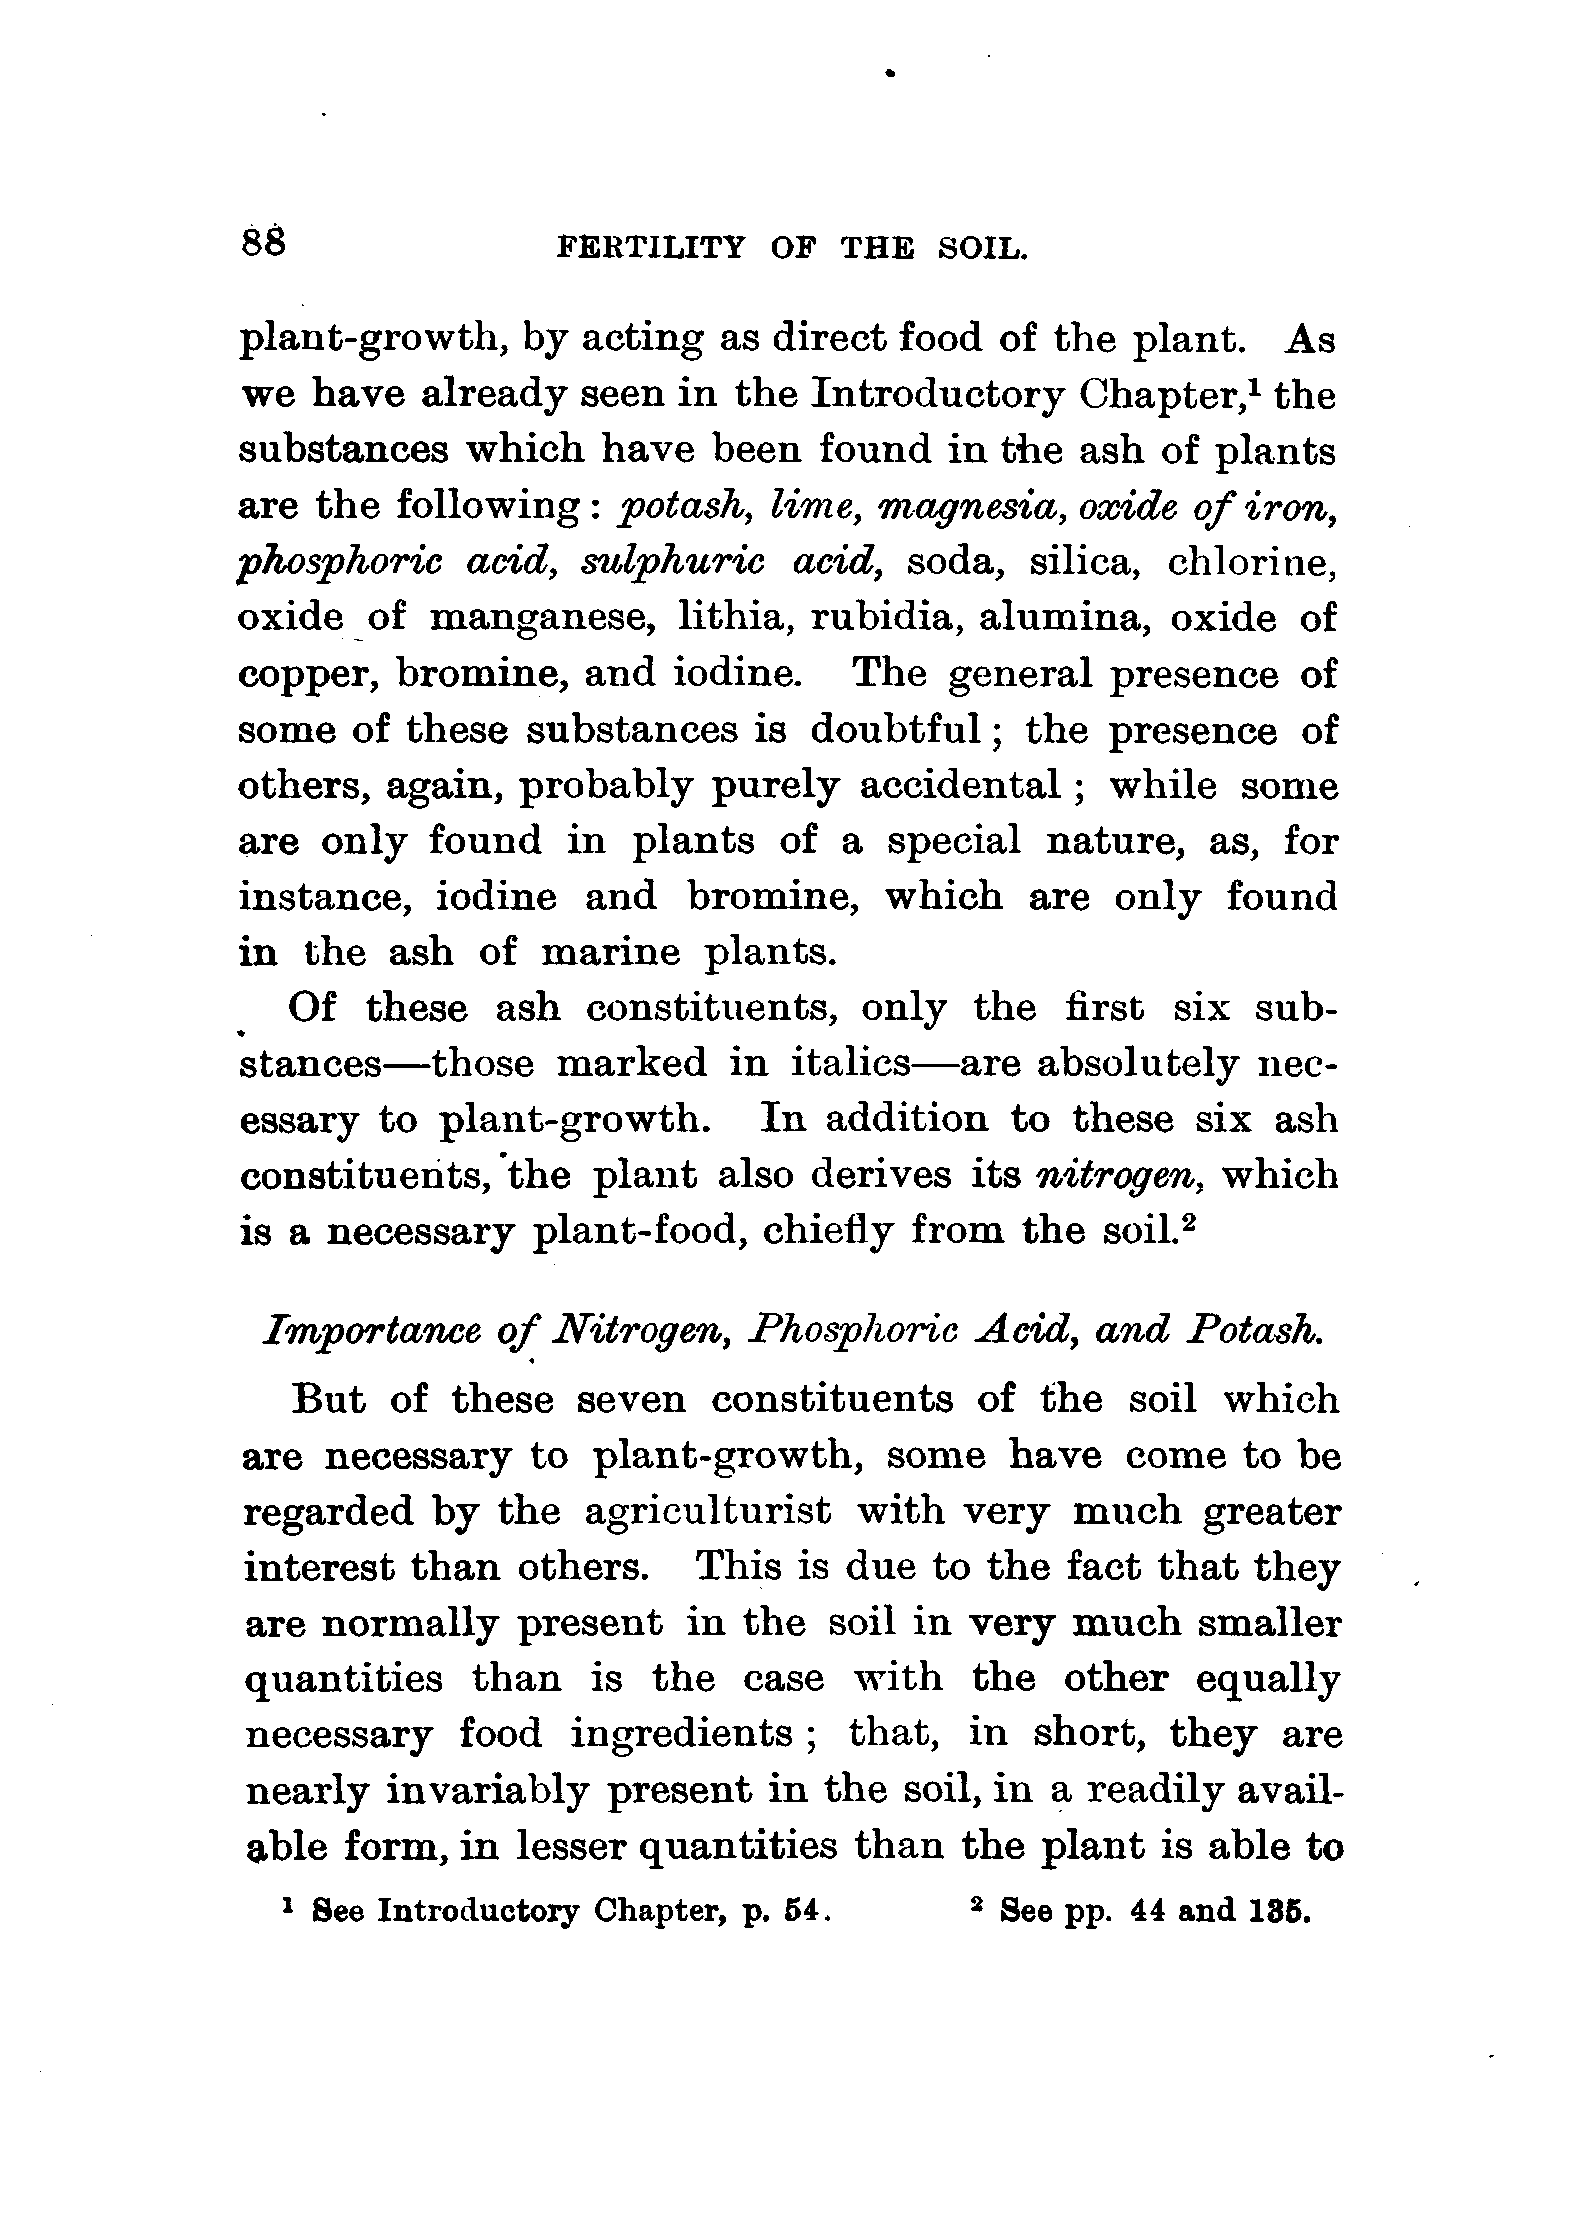 88 FERTILITY OF THE SOIL.
plant-growth, by acting as direct food of the plant. As
we have already seen in the Introductory Chapter,¹ the
substances which have been found in the ash of plants
are the following : potash, lime, magnesia, oxide of iron,
phosphoric acid, sulphuric acid, soda, silica, chlorine,
oxide of manganese, lithia, rubidia, alumina, oxide of
copper, bromine, and iodine. The general presence of
some of these substances is doubtful ; the presence of
others, again, probably purely accidental ; while some
are only found in plants of a special nature, as, for
instance, iodine and bromine, which are only found
in the ash of marine plants.
Of these ash constituents, only the first six sub-
stances—those marked in italics—are absolutely nec-
essary to plant-growth. In addition to these six ash
constituents, the plant also derives its nitrogen, which
is a necessary plant-food, chiefly from the soil.²
Importance of Nitrogen, Phosphoric Acid, and Potash.
But of these seven constituents of the soil which
are necessary to plant-growth, some have come to be
regarded by the agriculturist with very much greater
interest than others. This is due to the fact that they
are normally present in the soil in very much smaller
quantities than is the case with the other equally
necessary food ingredients ; that, in short, they are
nearly invariably present in the soil, in a readily avail-
able form, in lesser quantities than the plant is able to
¹ See Introductory Chapter, p. 54. ² See pp. 44 and 135.